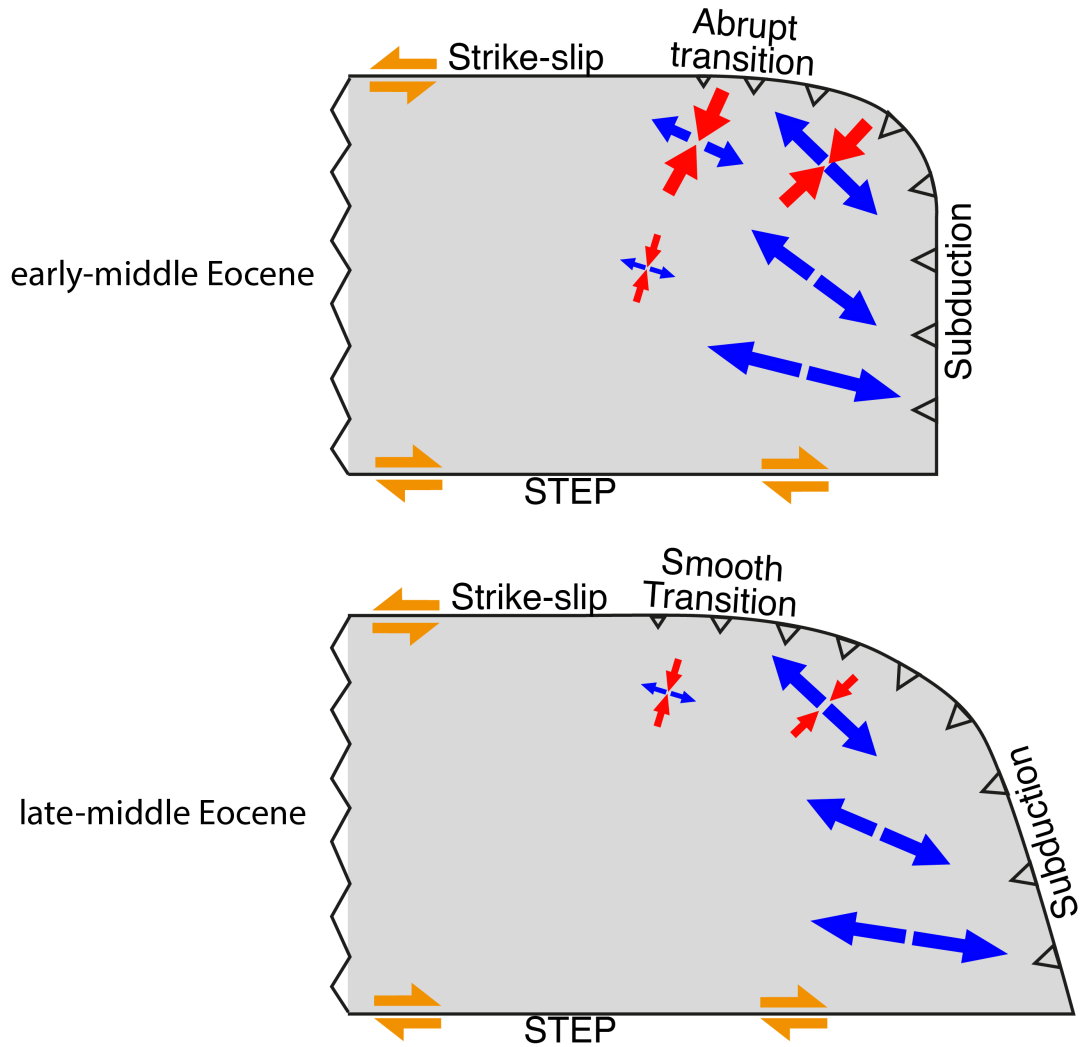 Abrupt
transition
Strike-slip
early-middle Eocene
Subduction
STEP
Smooth
Transition
Strike-slip
late-middle Eocene
Subduction
STEP